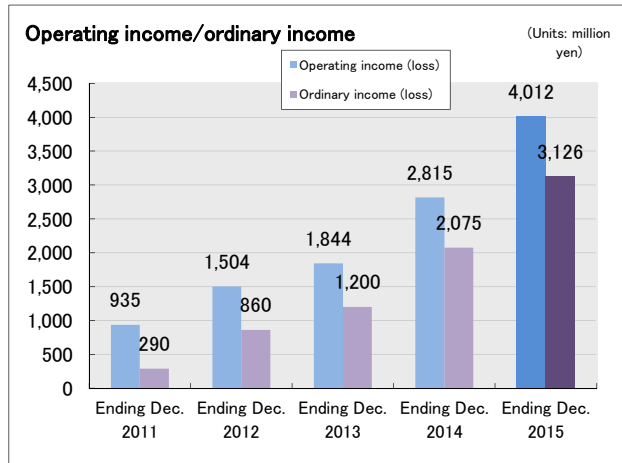 Operating income/ordinary income
(Units: million
yen)
Operating income (loss)
Ordinary income (loss)
4,500
4,000
3,500
3,000
2,500
2,000
1,500
1,000
500
0
935
290
1,504
860
1,844
1,200
2,815
2,075
4,012
3,126
Ending Dec.
2011
Ending Dec.
2012
Ending Dec.
2013
Ending Dec.
2014
Ending Dec.
2015